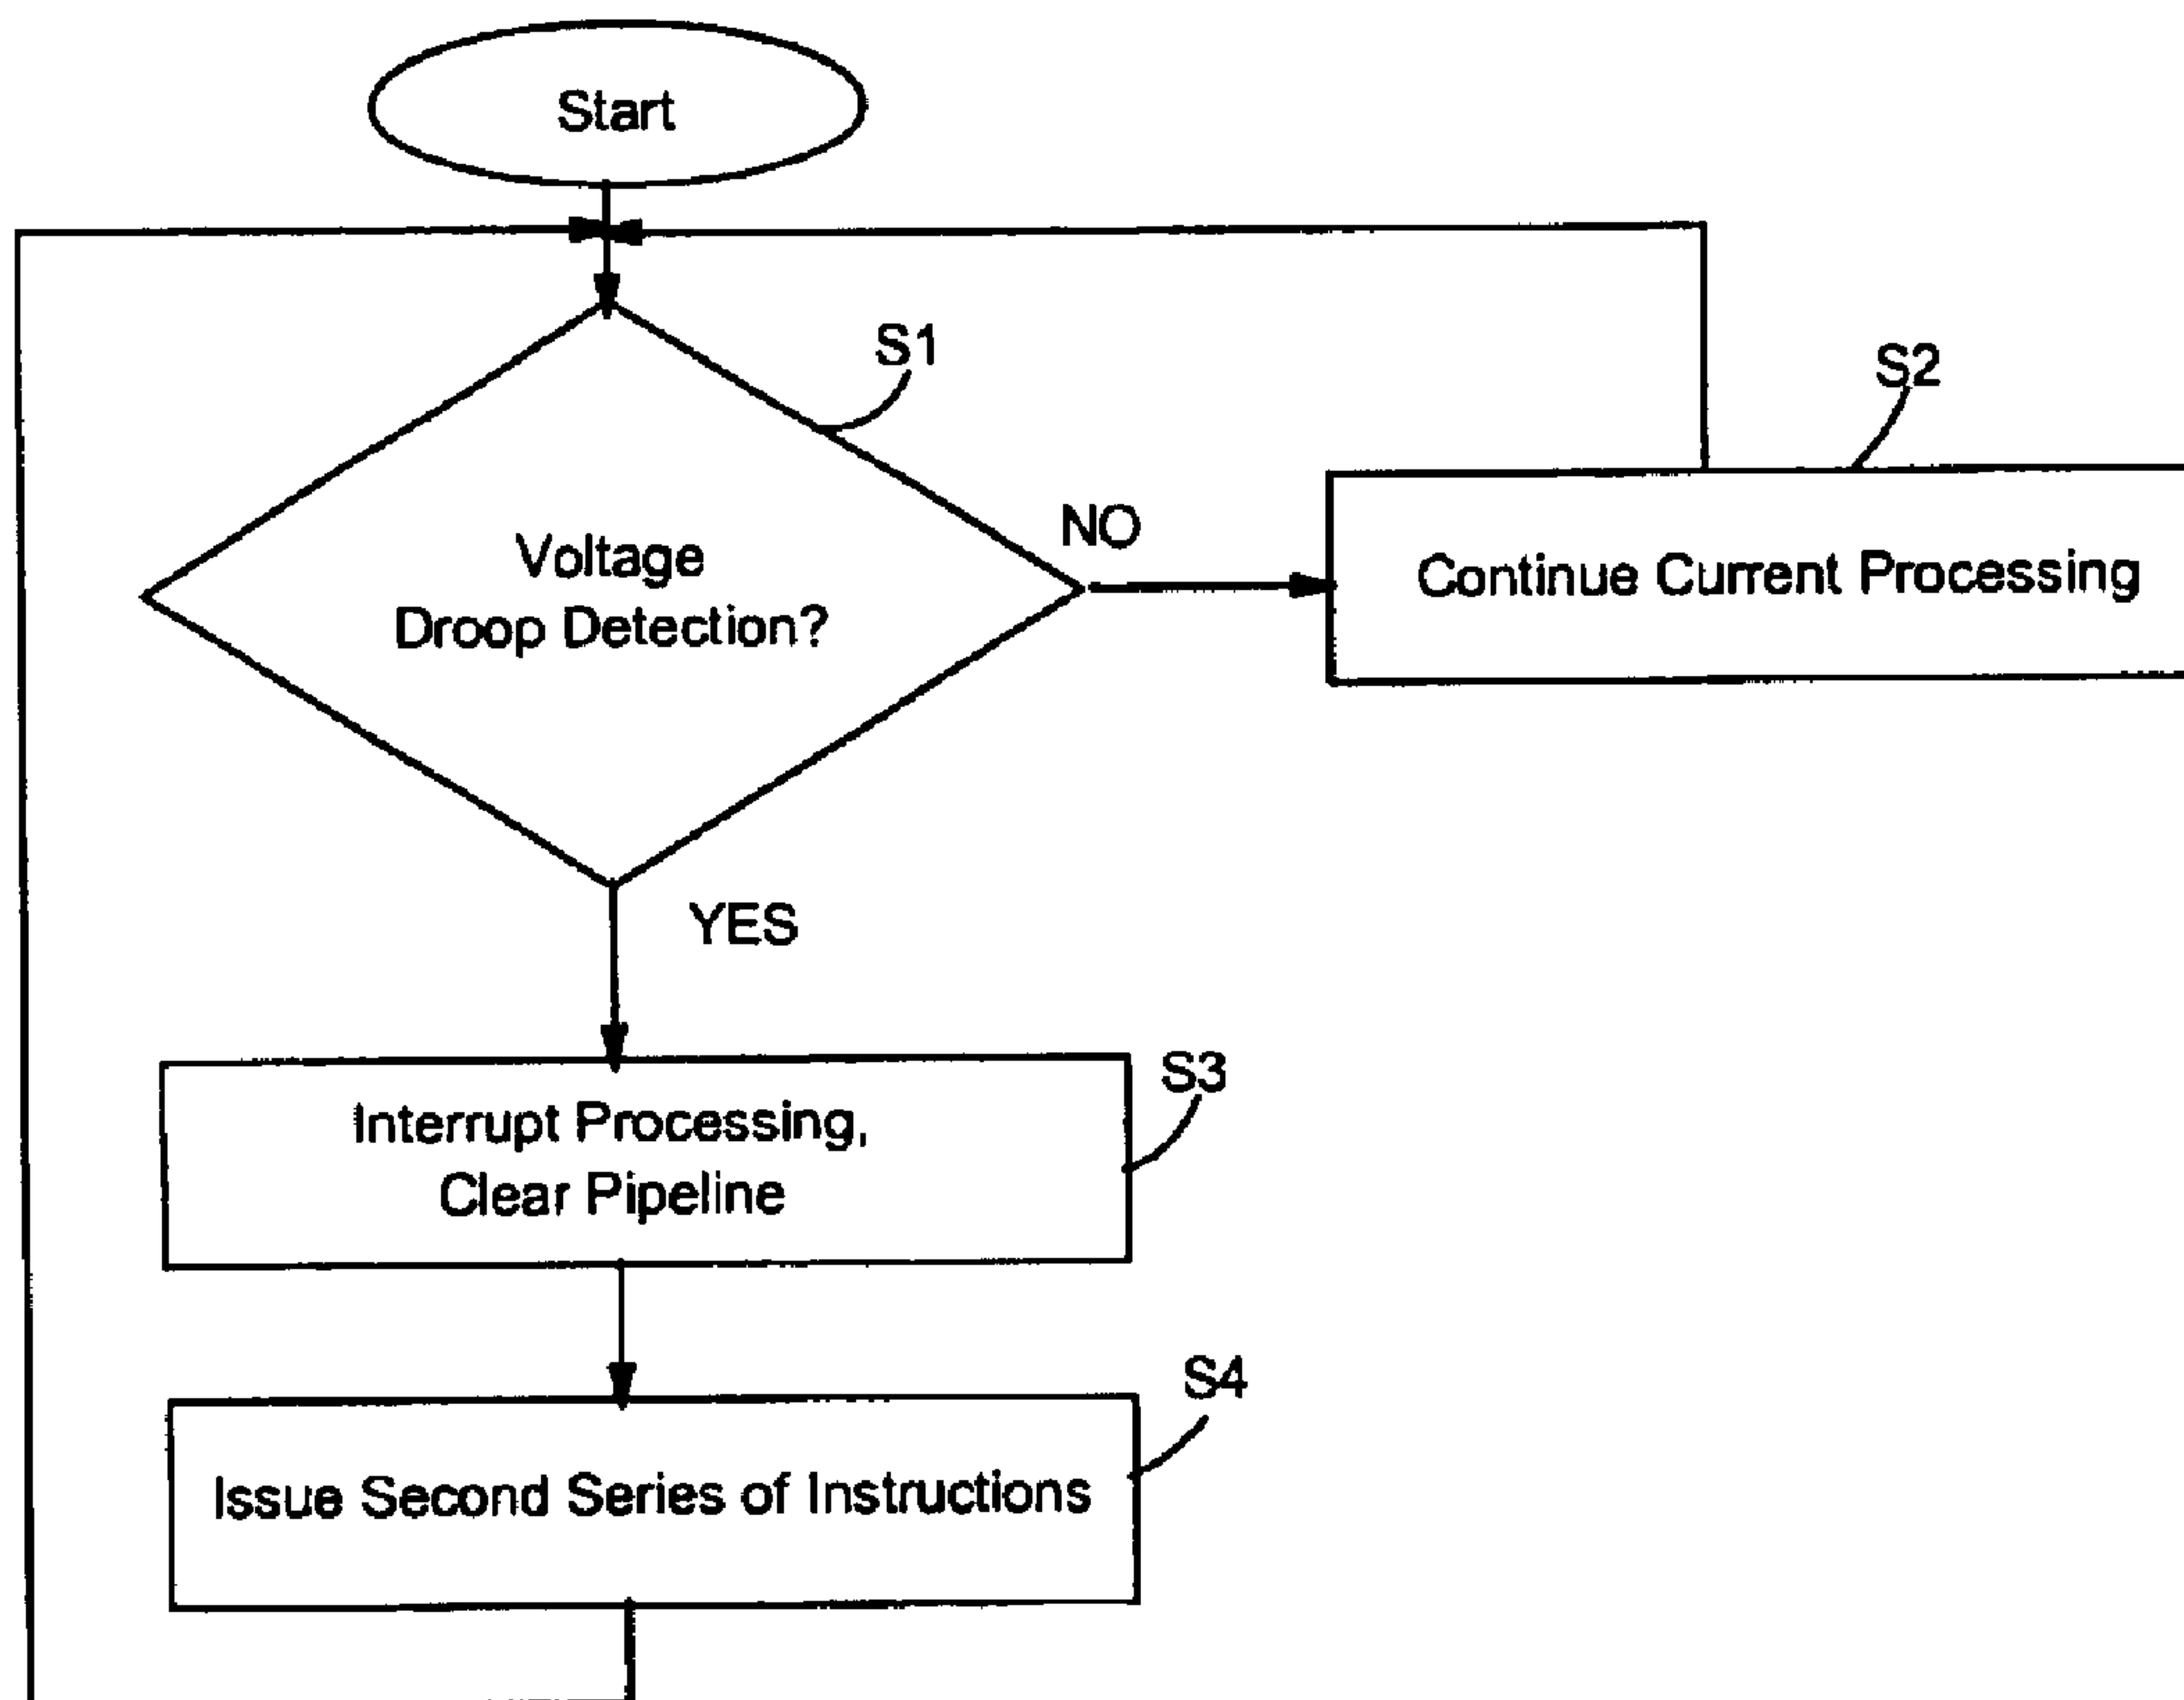 Start
S1
S2
NO
Voltage
Droop Detection?
Continue Current Processing
YES
S3
Interrupt Processing,
Clear Pipeline
S4
Issue Second Series of Instructions